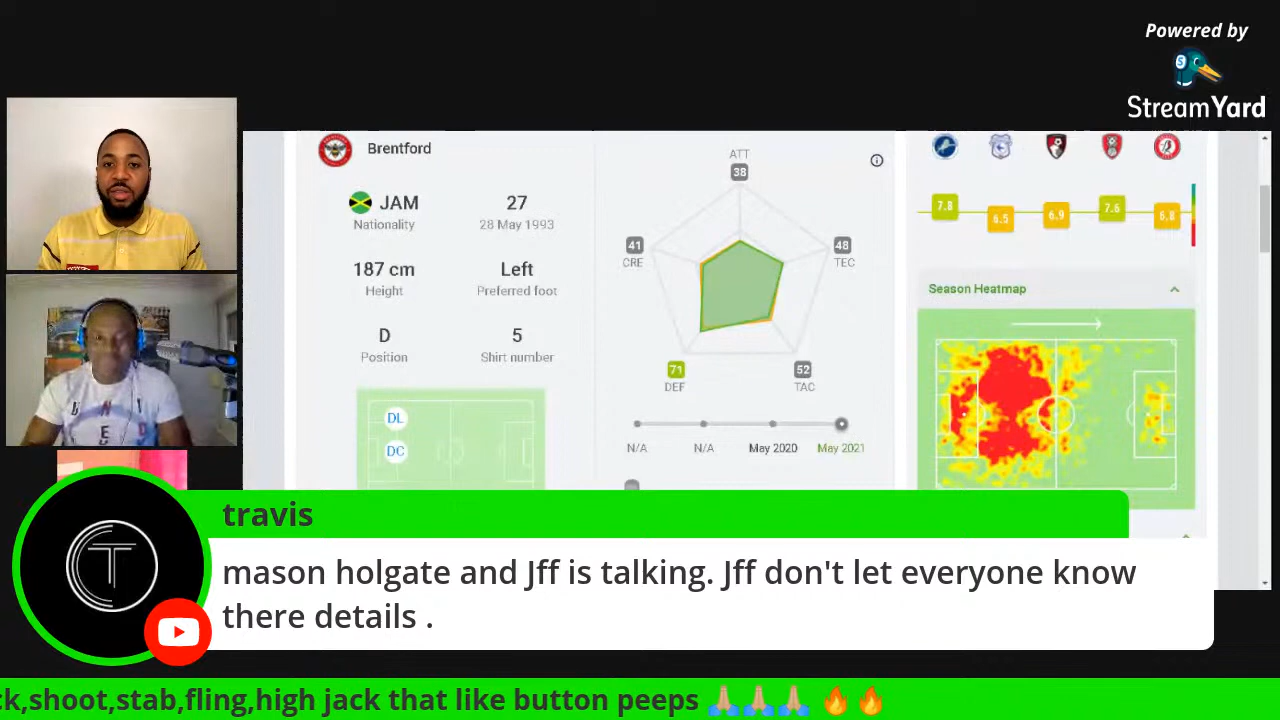 Powered by
StreamYard
Brentford
JAM
Nationality
27
28 May 1993
187 cm
Height
Left
Preferred foot
D
Position
5
Shirt number
DL
DC
ATT
38
41
CRE
48
TEC
71
DEF
52
TAC
N/A
N/A
May 2020
May 2021
7.8
6.5
6.9
7.6
6.8
Season Heatmap
travis
mason holgate and Jff is talking. Jff don't let everyone know
there details .
ck,shoot,stab,fling,high jack that like button peeps 🙏🏼🙏🏼🙏🏼 🔥🔥